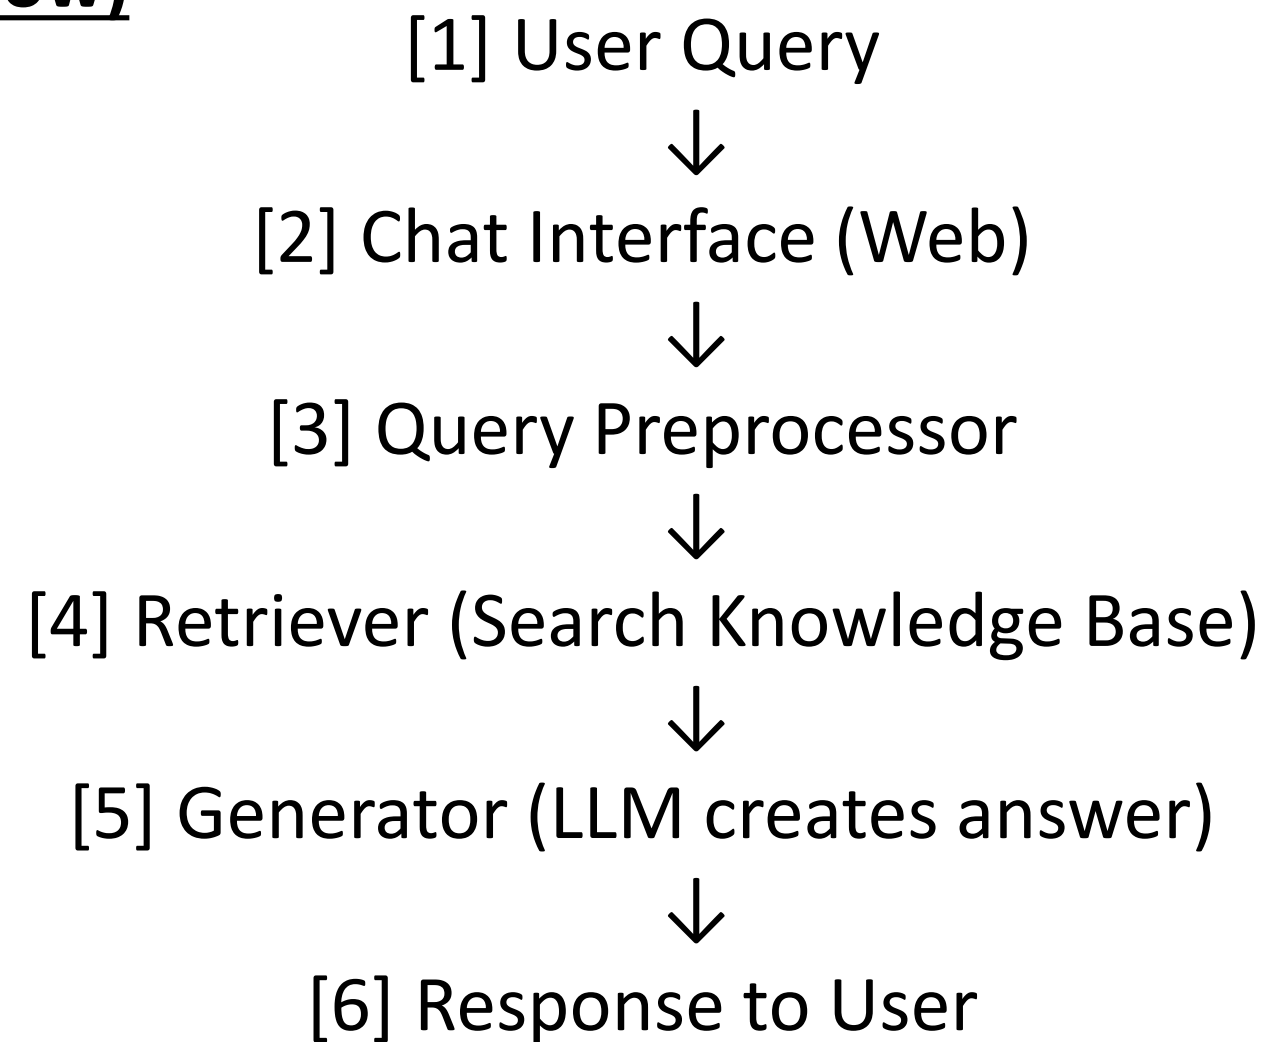 [1] User Query
↓
[2] Chat Interface (Web)
↓
[3] Query Preprocessor
↓
[4] Retriever (Search Knowledge Base)
↓
[5] Generator (LLM creates answer)
↓
[6] Response to User